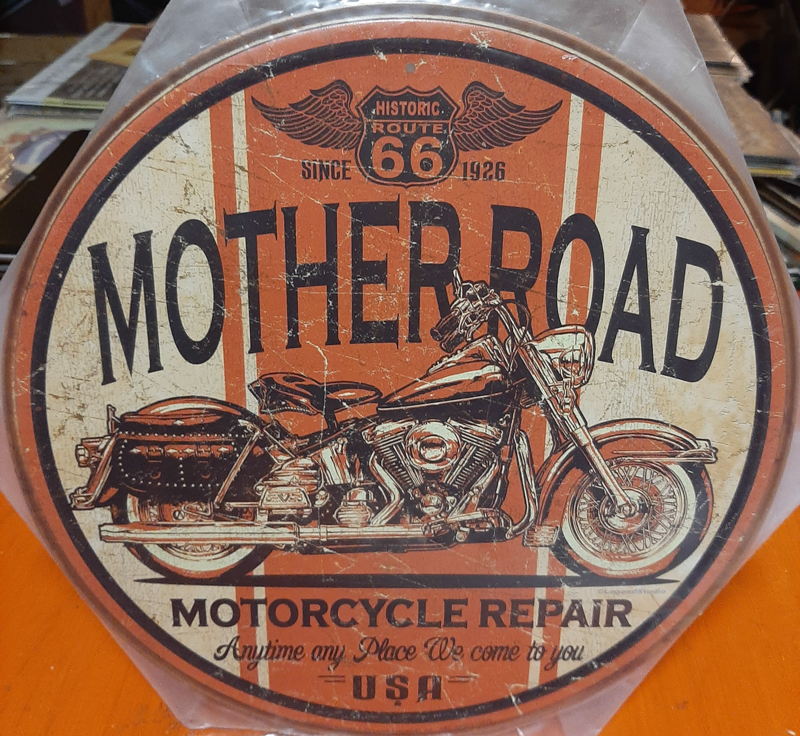 HISTORIC
ROUTE
66
SINCE 1926
MOTHER ROAD
MOTORCYCLE REPAIR
Anytime any Place We come to you
USA